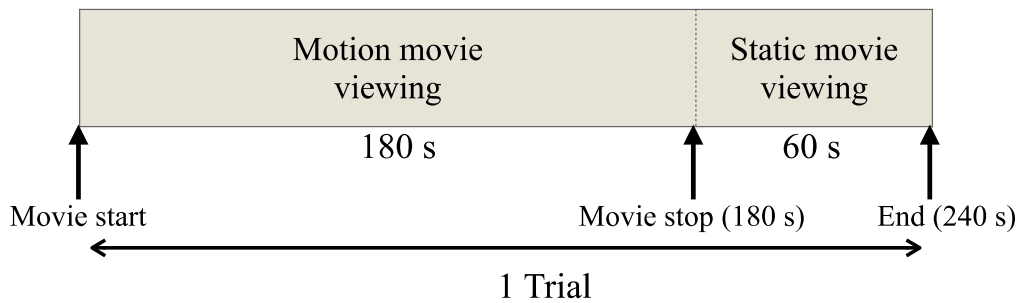 Motion movie
viewing
Static movie
viewing
180 s
60 s
Movie start
Movie stop (180 s)
End (240 s)
1 Trial